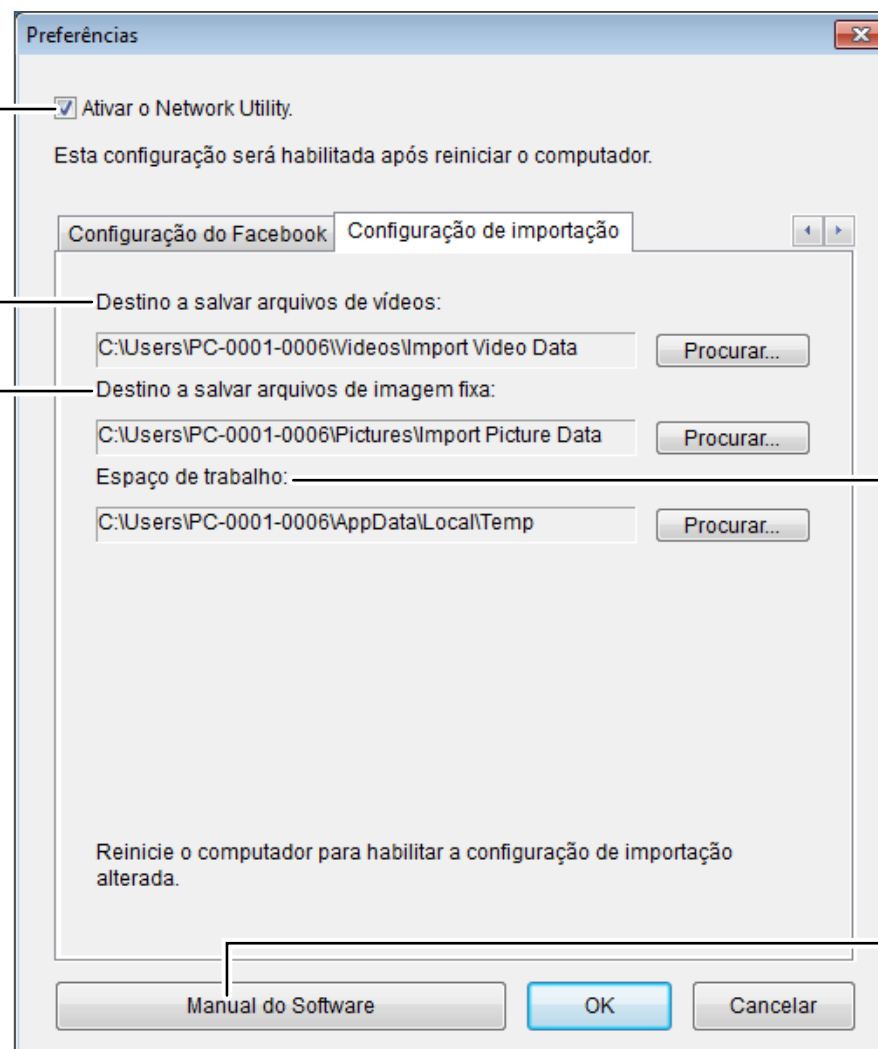 Preferências
Ativar o Network Utility.
Esta configuração será habilitada após reiniciar o computador.
Configuração do Facebook
Configuração de importação
Destino a salvar arquivos de vídeos:
C:\Users\PC-0001-0006\Videos\Import Video Data
Procurar...
Destino a salvar arquivos de imagem fixa:
C:\Users\PC-0001-0006\Pictures\Import Picture Data
Procurar...
Espaço de trabalho:
C:\Users\PC-0001-0006\AppData\Local\Temp
Procurar...
Reinicie o computador para habilitar a configuração de importação
alterada.
Manual do Software
OK
Cancelar